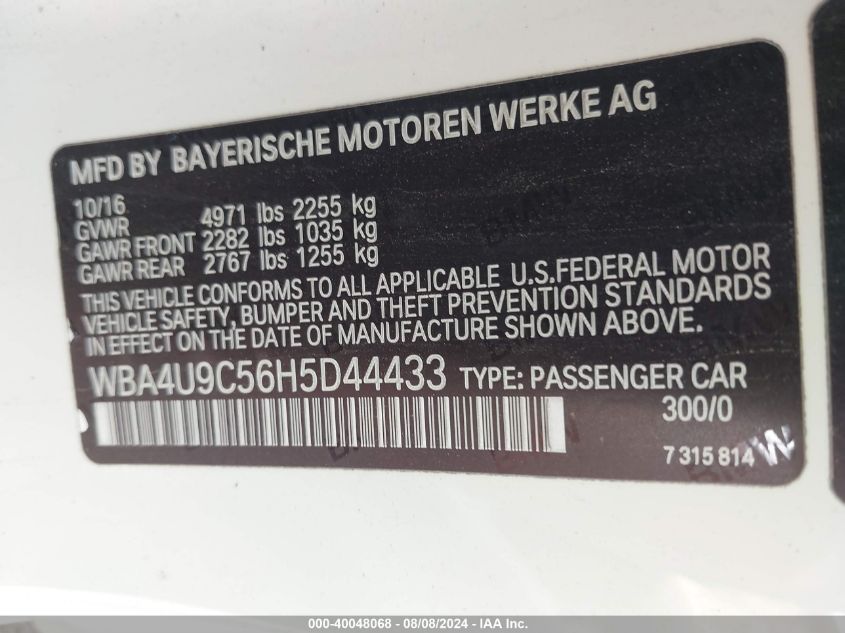 MFD BY BAYERISCHE MOTOREN WERKE AG
10/16
GVWR 4971 lbs 2255 kg
GAWR FRONT 2282 lbs 1035 kg
GAWR REAR 2767 lbs 1255 kg
THIS VEHICLE CONFORMS TO ALL APPLICABLE U.S.FEDERAL MOTOR
VEHICLE SAFETY, BUMPER AND THEFT PREVENTION STANDARDS
IN EFFECT ON THE DATE OF MANUFACTURE SHOWN ABOVE.
WBA4U9C56H5D44433 TYPE: PASSENGER CAR
300/0
7 315 814
000-40048068 - 08/08/2024 - IAA Inc.